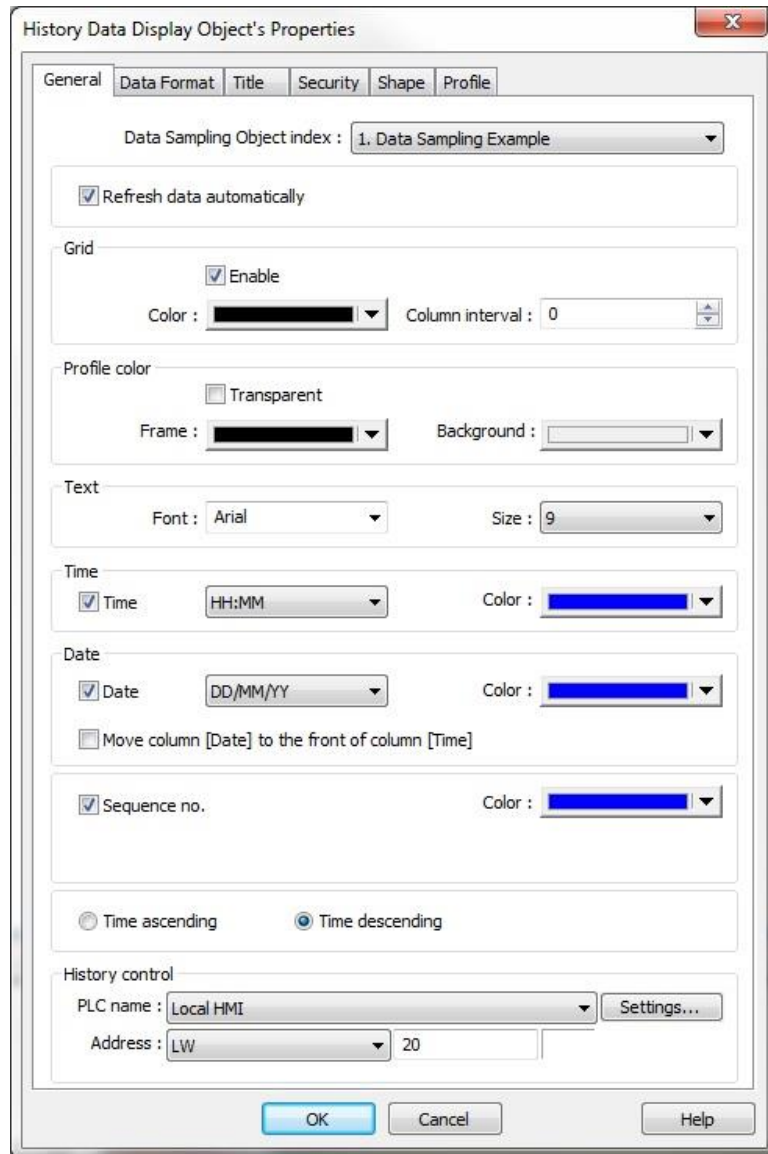 History Data Display Object's Properties
General Data Format Title Security Shape Profile
Data Sampling Object index : 1. Data Sampling Example
Refresh data automatically
Grid
Enable
Color : Column interval : 0
Profile color
Transparent
Frame : Background :
Text
Font : Arial Size : 9
Time
Time HH:MM Color :
Date
Date DD/MM/YY Color :
Move column [Date] to the front of column [Time]
Sequence no. Color :
Time ascending Time descending
History control
PLC name : Local HMI Settings...
Address : LW 20
OK Cancel Help